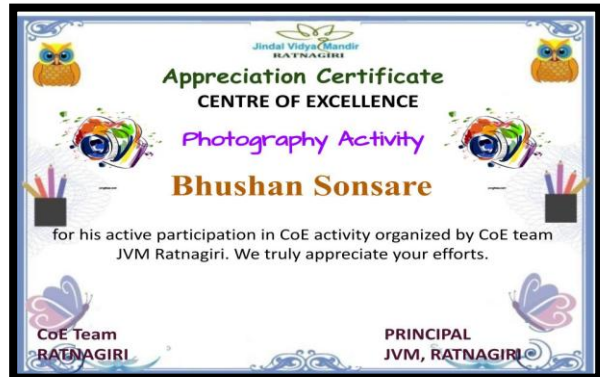 Jindal Vidya Mandir
RATNAGIRI
Appreciation Certificate
CENTRE OF EXCELLENCE
Photography Activity
Bhushan Sonsare
for his active participation in CoE activity organized by CoE team
JVM Ratnagiri. We truly appreciate your efforts.
CoE Team
RATNAGIRI
PRINCIPAL
JVM, RATNAGIRI